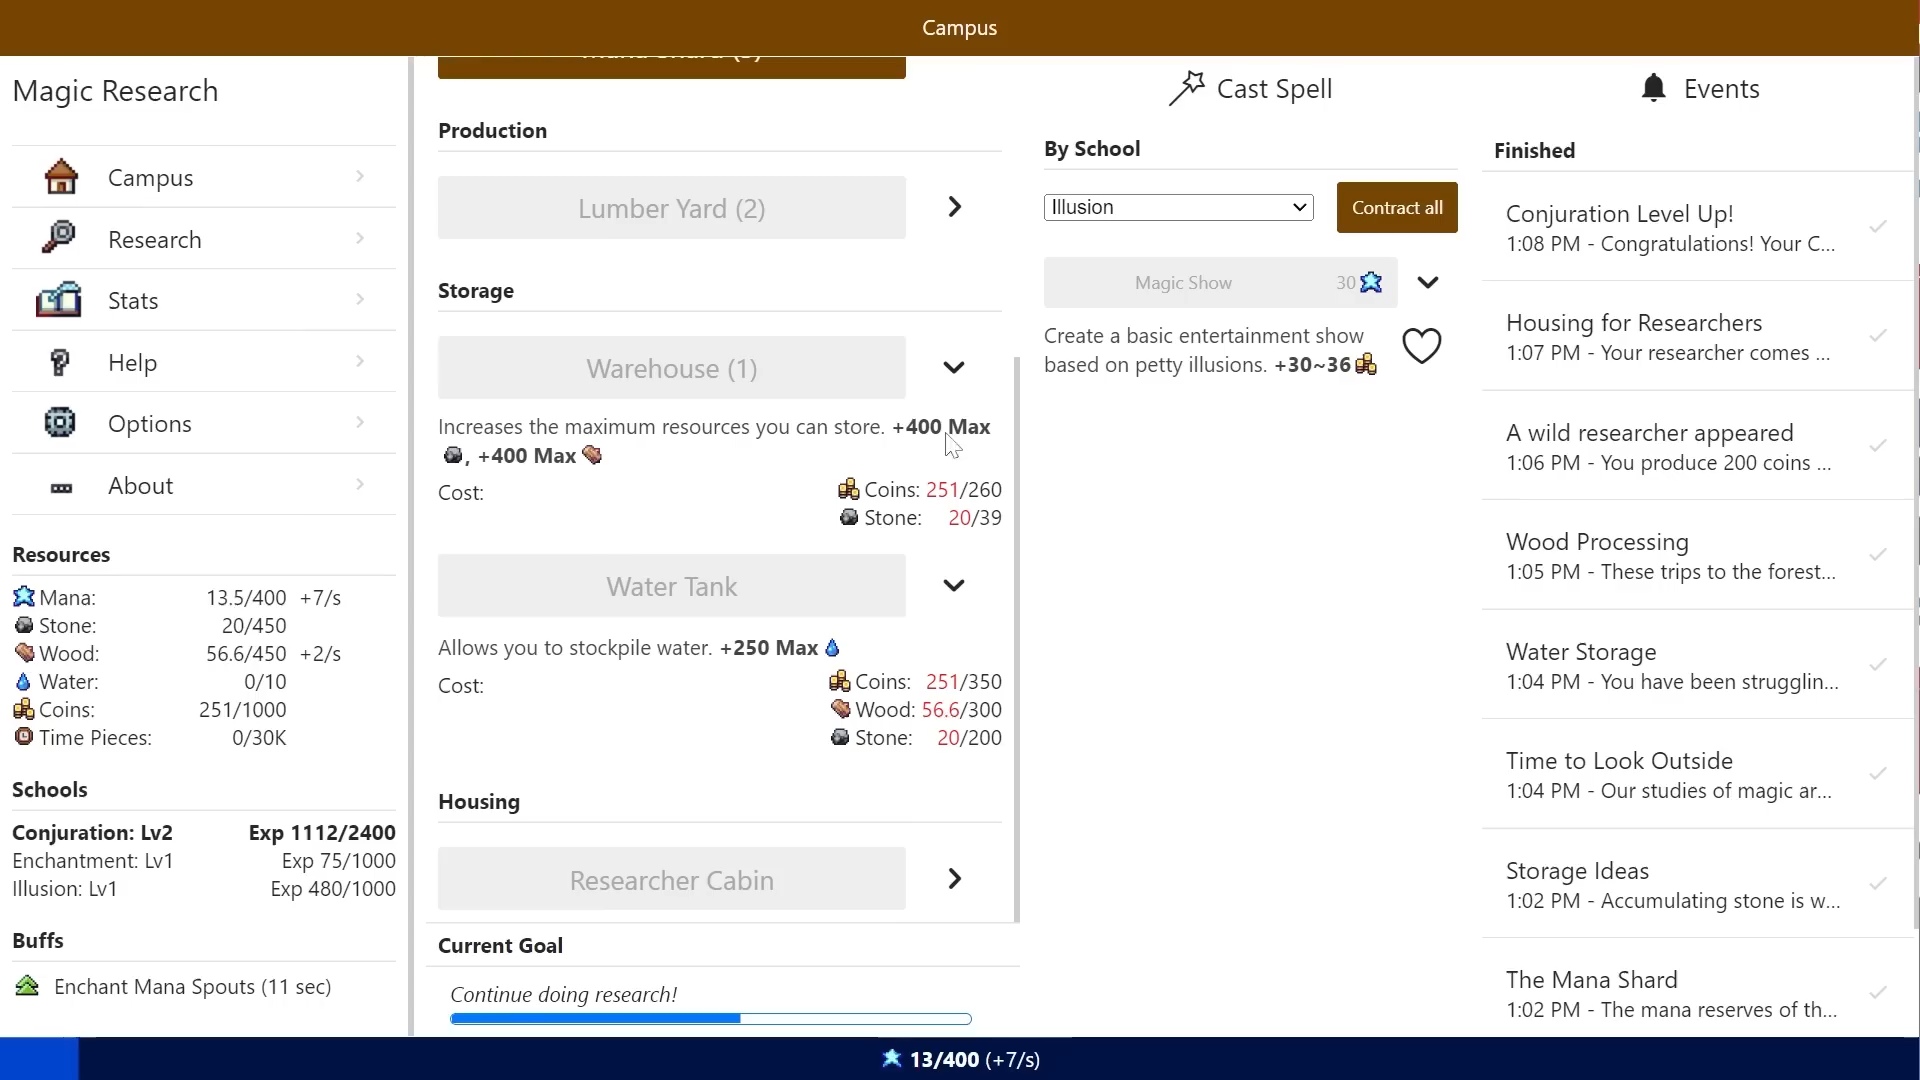 Campus
Magic Research
Campus
Research
Stats
Help
Options
About
Resources
Mana: 13.5/400 +7/s
Stone: 20/450
Wood: 56.6/450 +2/s
Water: 0/10
Coins: 251/1000
Time Pieces: 0/30K
Schools
Conjuration: Lv2 Exp 1112/2400
Enchantment: Lv1 Exp 75/1000
Illusion: Lv1 Exp 480/1000
Buffs
Enchant Mana Spouts (11 sec)
Production
Lumber Yard (2)
Storage
Warehouse (1)
Increases the maximum resources you can store. +400 Max
, +400 Max
Cost:
Coins: 251/260
Stone: 20/39
Water Tank
Allows you to stockpile water. +250 Max
Cost:
Coins: 251/350
Wood: 56.6/300
Stone: 20/200
Housing
Researcher Cabin
Current Goal
Continue doing research!
Cast Spell
By School
Illusion
Contract all
Magic Show 30
Create a basic entertainment show
based on petty illusions. +30~36
Events
Finished
Conjuration Level Up!
1:08 PM - Congratulations! Your C...
Housing for Researchers
1:07 PM - Your researcher comes ...
A wild researcher appeared
1:06 PM - You produce 200 coins ...
Wood Processing
1:05 PM - These trips to the forest...
Water Storage
1:04 PM - You have been strugglin...
Time to Look Outside
1:04 PM - Our studies of magic ar...
Storage Ideas
1:02 PM - Accumulating stone is w...
The Mana Shard
1:02 PM - The mana reserves of th...
13/400 (+7/s)